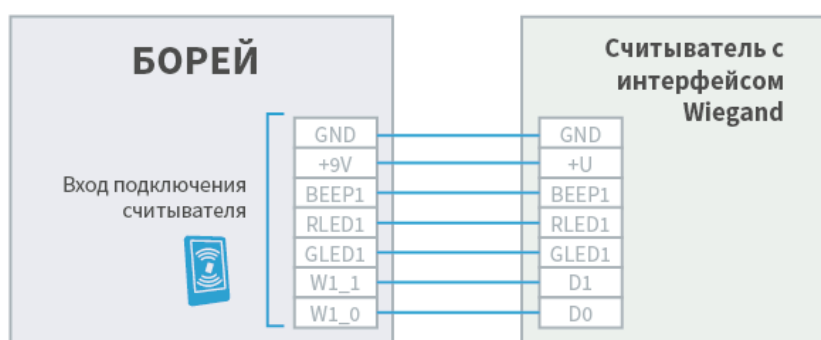 БОРЕЙ
Вход подключения
считывателя
GND
+9V
BEEP1
RLED1
GLED1
W1_1
W1_0
Считыватель с
интерфейсом
Wiegand
GND
+U
BEEP1
RLED1
GLED1
D1
D0